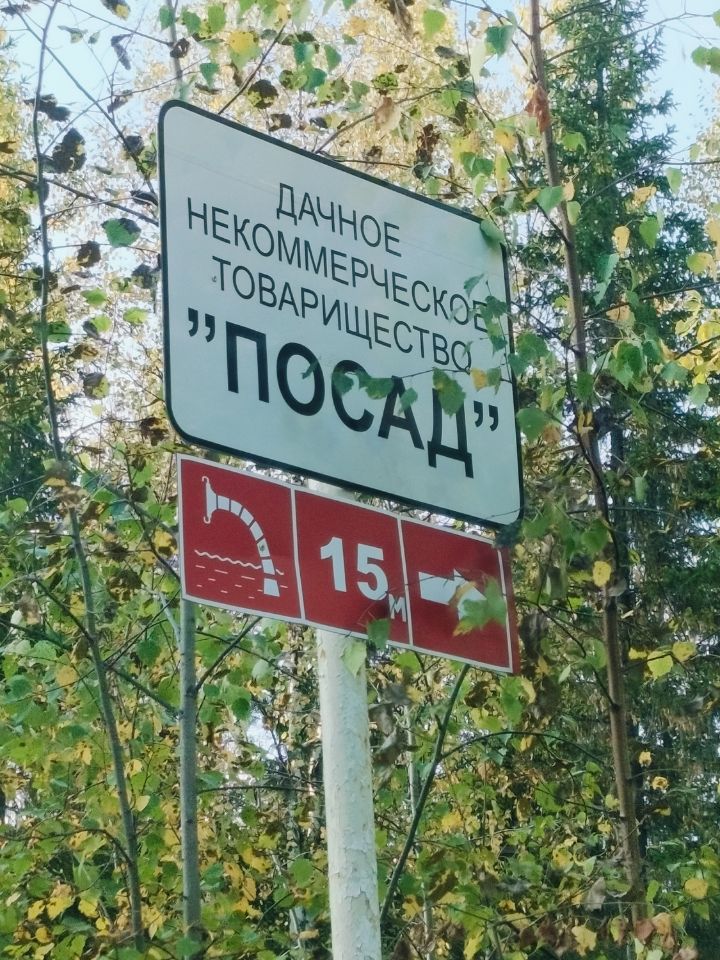 ДАЧНОЕ
НЕКОММЕРЧЕСКОЕ
ТОВАРИЩЕСТВО
”ПОСАД”
15 м